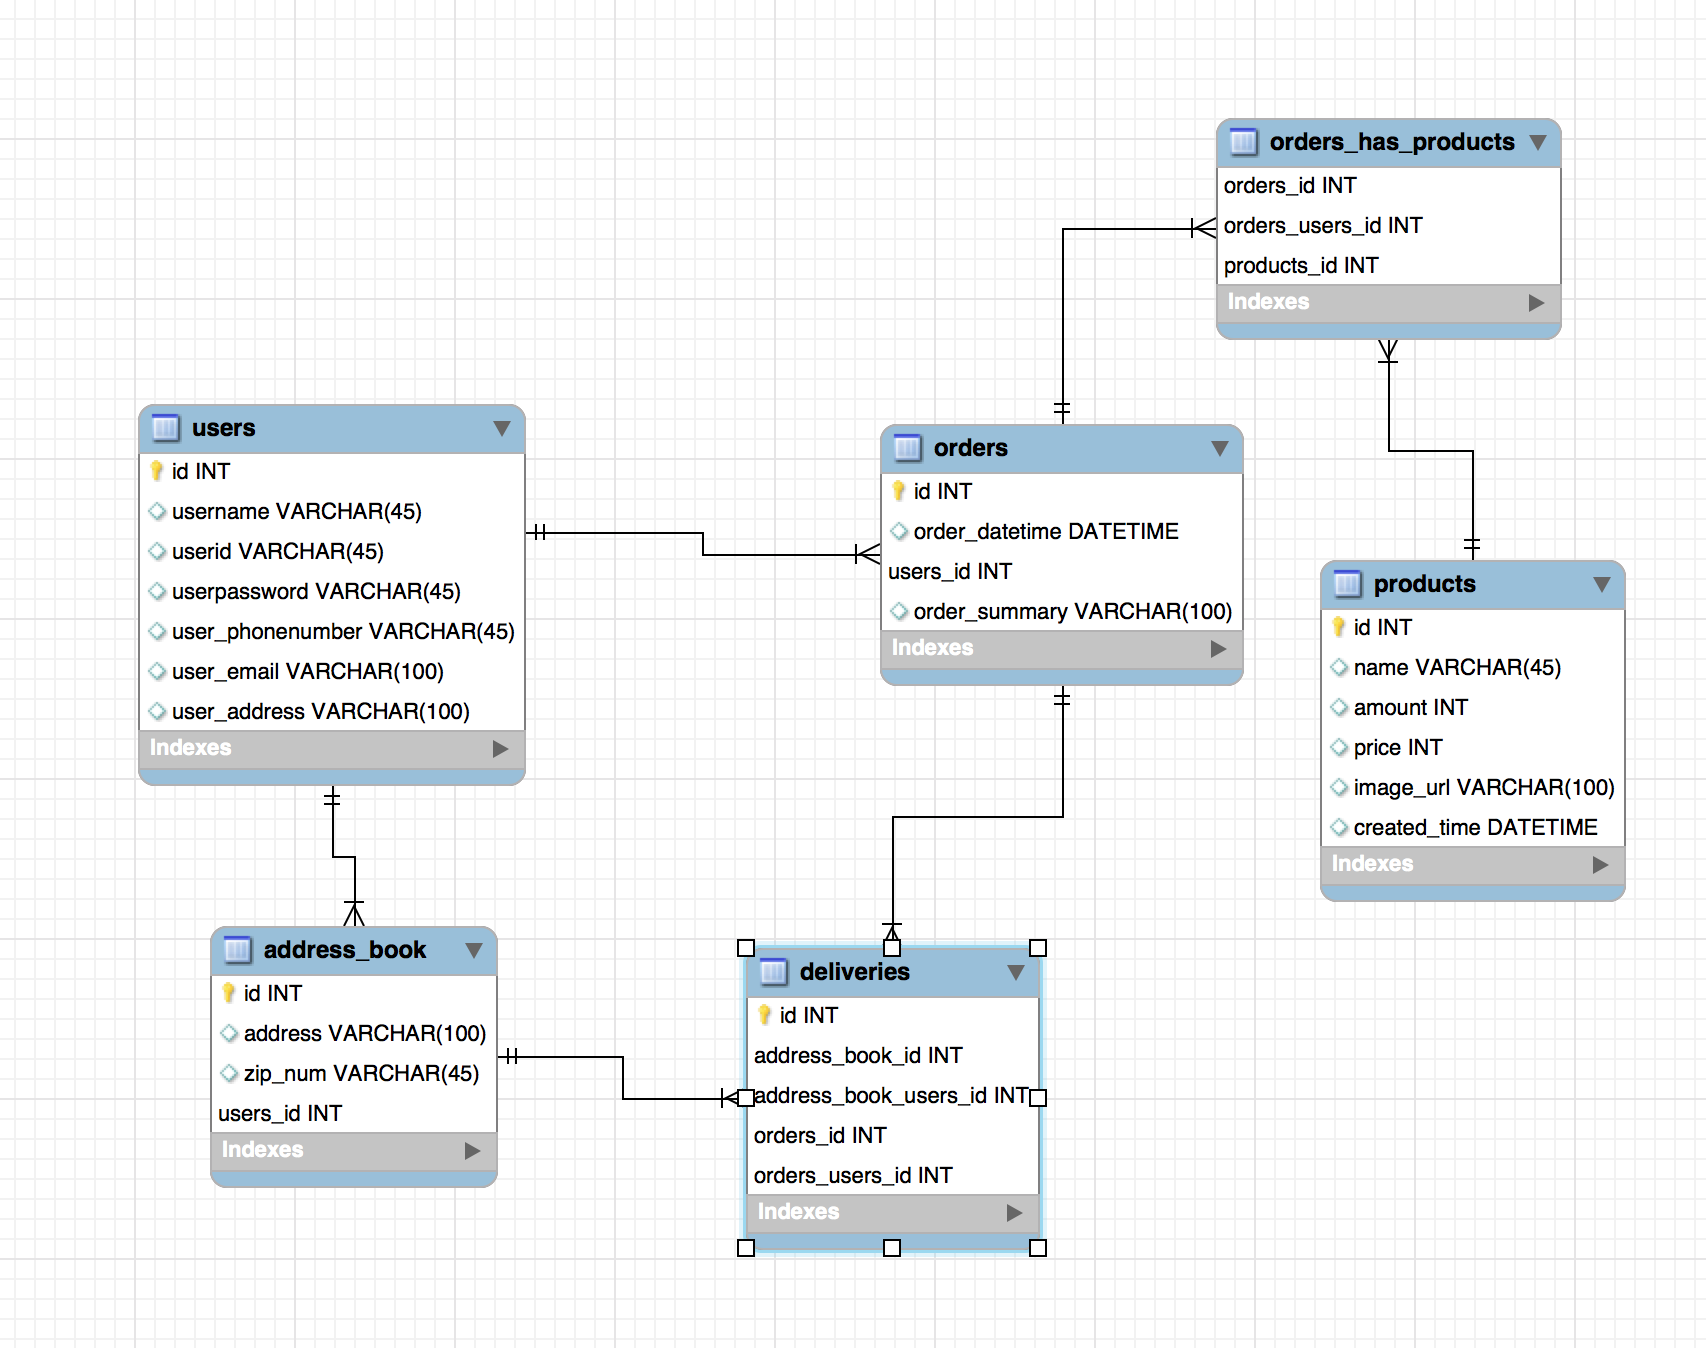 orders_has_products
orders_id INT
orders_users_id INT
products_id INT
Indexes
users
id INT
username VARCHAR(45)
userid VARCHAR(45)
userpassword VARCHAR(45)
user_phonenumber VARCHAR(45)
user_email VARCHAR(100)
user_address VARCHAR(100)
Indexes
orders
id INT
order_datetime DATETIME
users_id INT
order_summary VARCHAR(100)
Indexes
products
id INT
name VARCHAR(45)
amount INT
price INT
image_url VARCHAR(100)
created_time DATETIME
Indexes
address_book
id INT
address VARCHAR(100)
zip_num VARCHAR(45)
users_id INT
Indexes
deliveries
id INT
address_book_id INT
address_book_users_id INT
orders_id INT
orders_users_id INT
Indexes